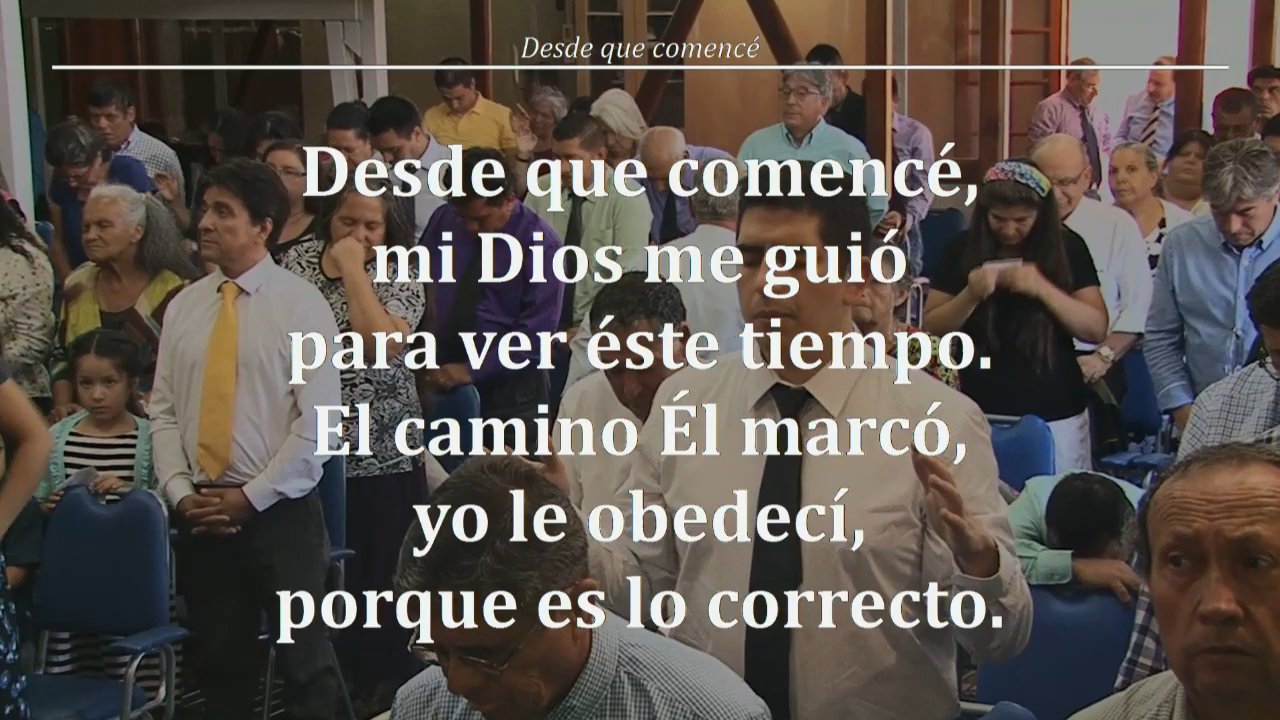 Desde que comencé
Desde que comencé,
mi Dios me guió
para ver éste tiempo.
El camino Él marcó,
yo le obedecí,
porque es lo correcto.